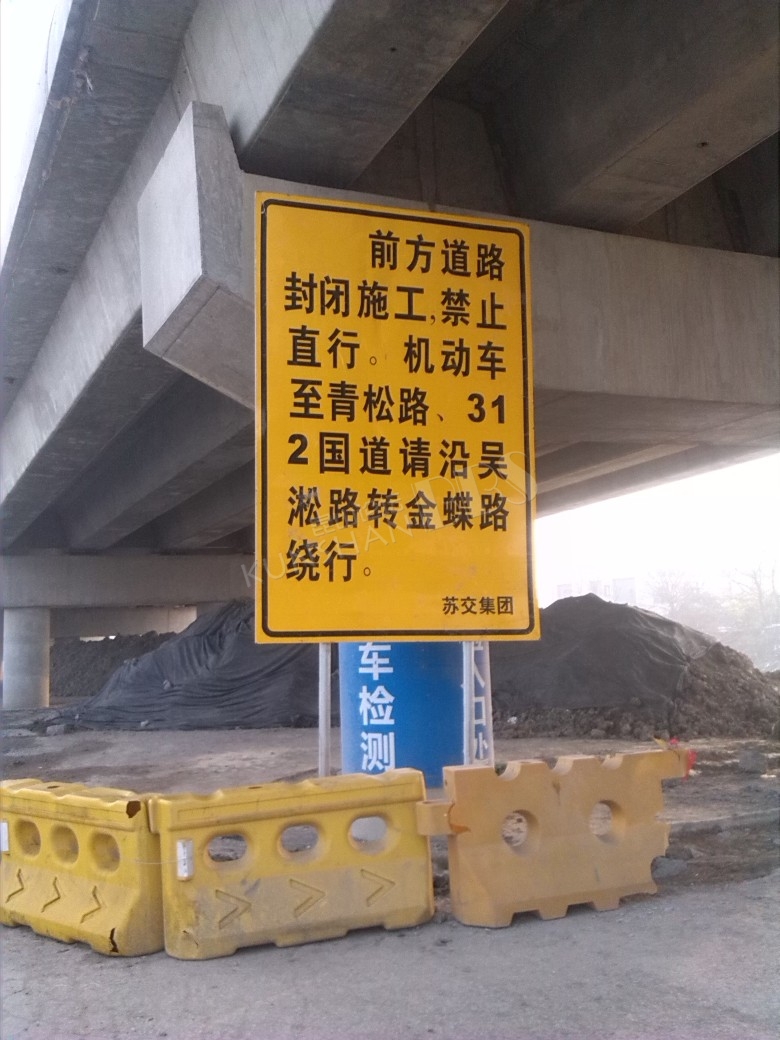 前方道路
封闭施工,禁止
直行。机动车
至青松路、31
2国道请沿吴
淞路转金蝶路
绕行。
苏交集团
车检测